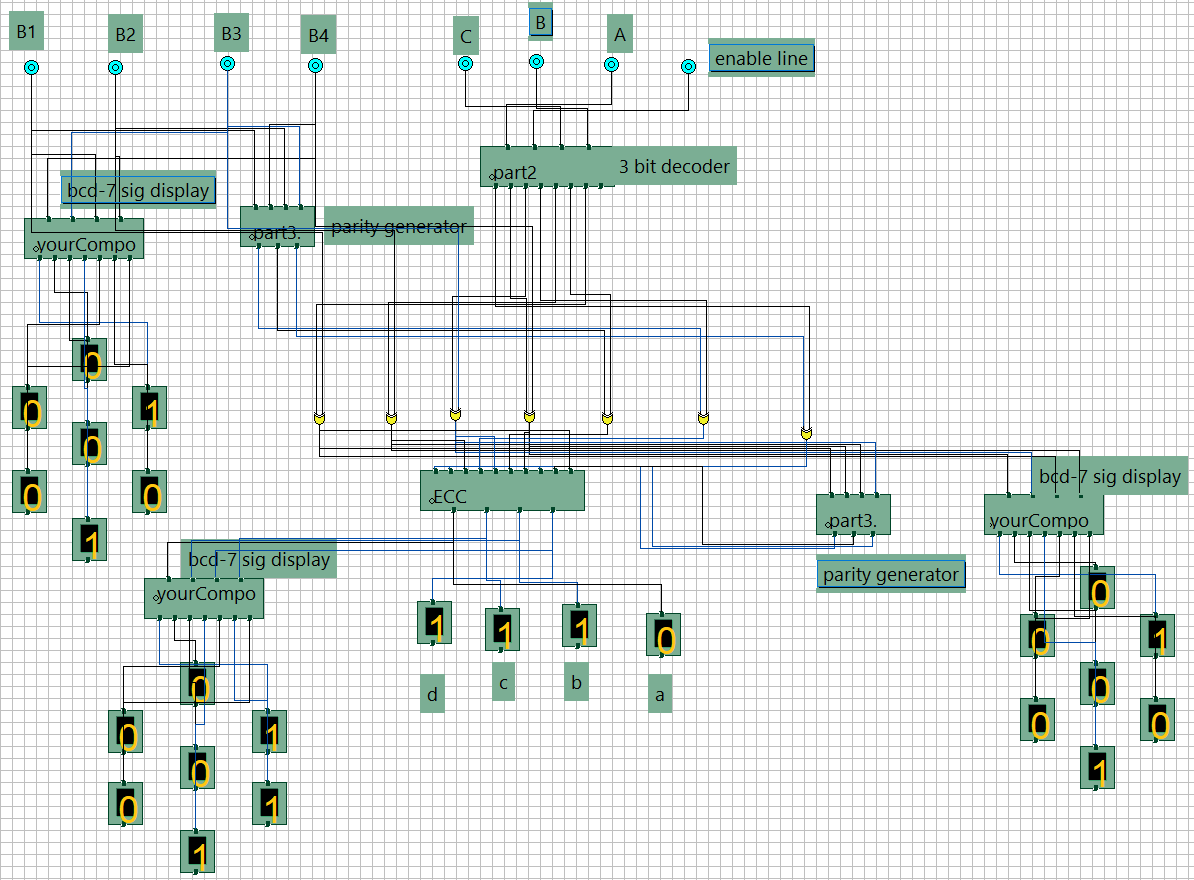 B1 B2 B3 B4 C B A
enable line
part2 3 bit decoder
bcd-7 sig display
part3. parity generator
yourCompo
0
0 1
0
0 0
1
ECC
bcd-7 sig display
part3. yourCompo
bcd-7 sig display
parity generator
yourCompo
1 1 1 0
d c b a
0
0 1
0
0 1
1
0
0 1
0
0 0
1